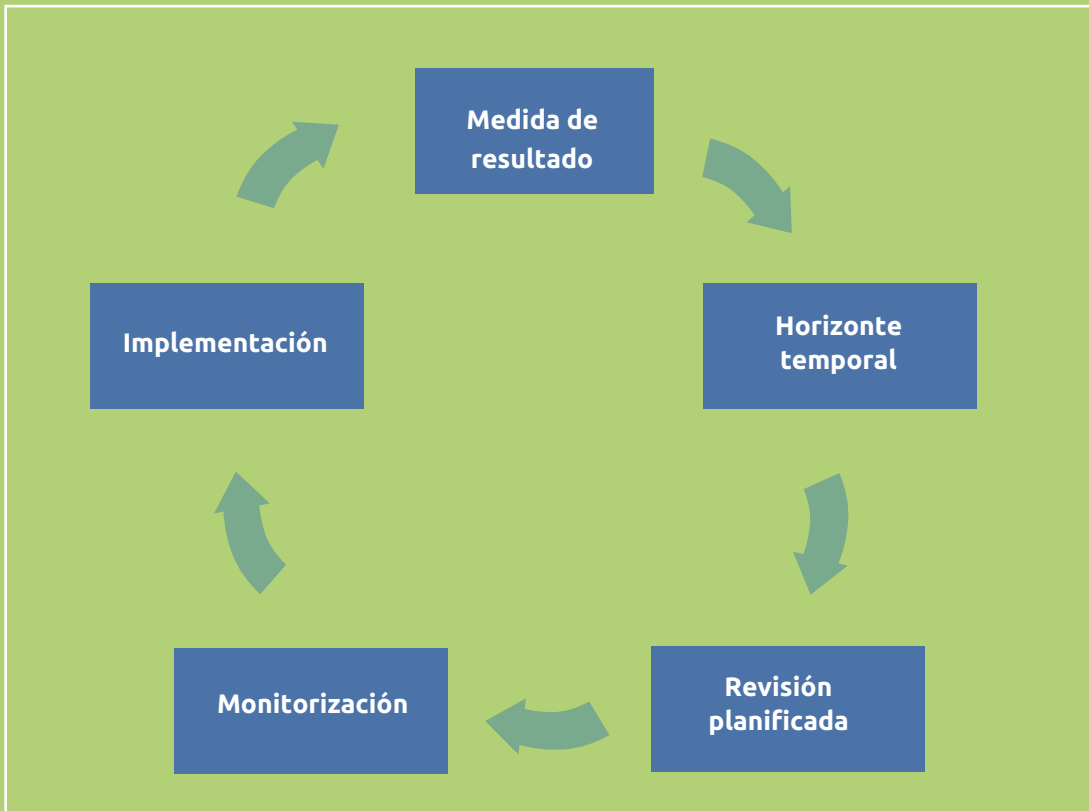 Medida de
resultado
Horizonte
temporal
Revisión
planificada
Monitorización
Implementación